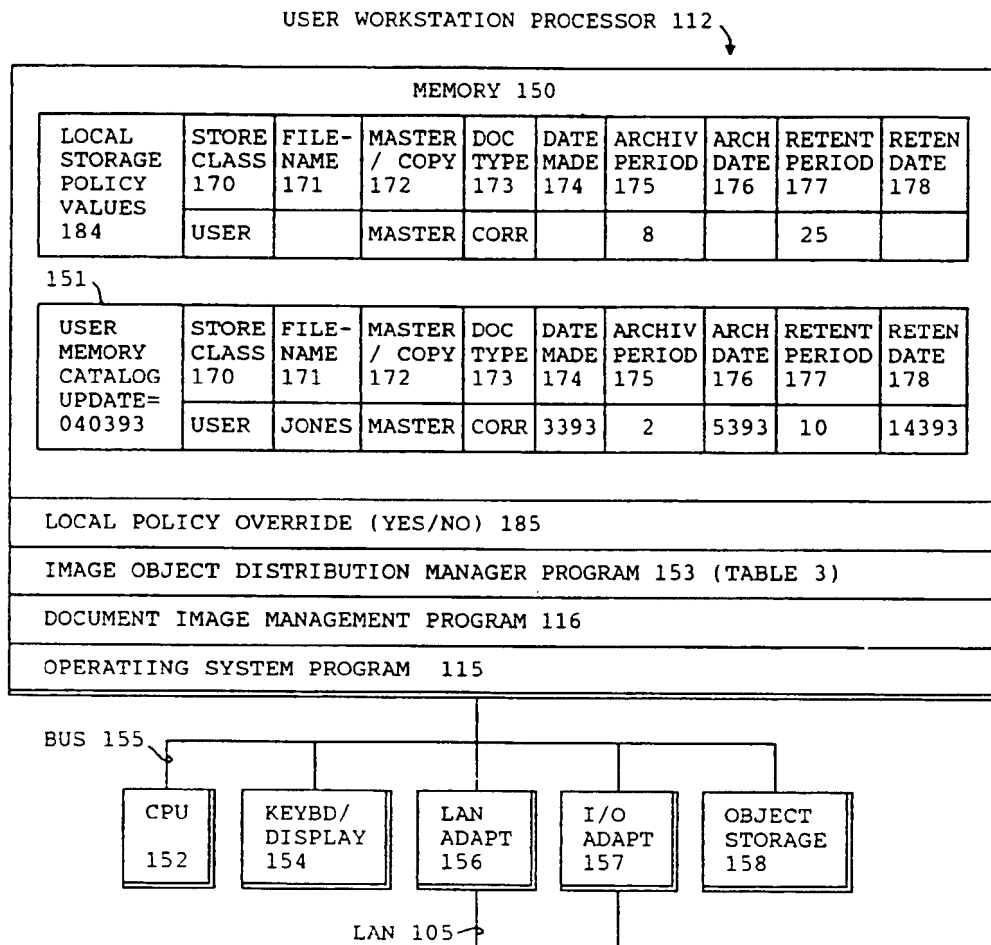 USER WORKSTATION PROCESSOR 112
MEMORY 150
LOCAL STORAGE POLICY VALUES 184
STORE CLASS 170
FILE- NAME 171
MASTER / COPY 172
DOC TYPE 173
DATE MADE 174
ARCHIV PERIOD 175
ARCH DATE 176
RETENT PERIOD 177
RETEN DATE 178
USER MASTER CORR 8 25
151
USER MEMORY CATALOG UPDATE= 040393
STORE CLASS 170
FILE- NAME 171
MASTER / COPY 172
DOC TYPE 173
DATE MADE 174
ARCHIV PERIOD 175
ARCH DATE 176
RETENT PERIOD 177
RETEN DATE 178
USER JONES MASTER CORR 3393 2 5393 10 14393
LOCAL POLICY OVERRIDE (YES/NO) 185
IMAGE OBJECT DISTRIBUTION MANAGER PROGRAM 153 (TABLE 3)
DOCUMENT IMAGE MANAGEMENT PROGRAM 116
OPERATIING SYSTEM PROGRAM 115
BUS 155
CPU 152
KEYBD/ DISPLAY 154
LAN ADAPT 156
I/O ADAPT 157
OBJECT STORAGE 158
LAN 105